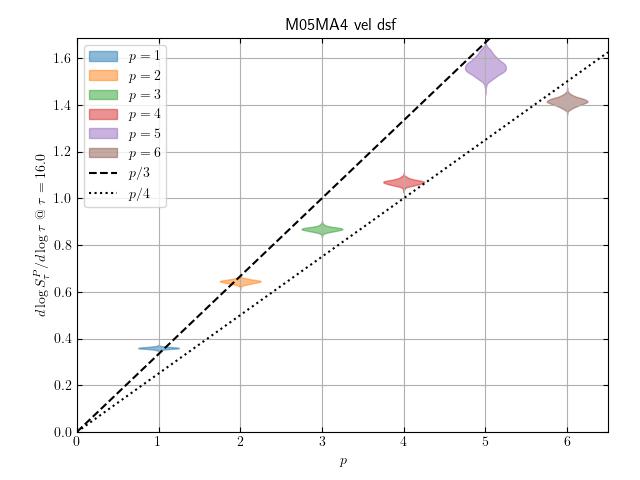 M05MA4 vel dsf
d log S_τ^P / d log τ @ τ = 16.0
1.6
1.4
1.2
1.0
0.8
0.6
0.4
0.2
0.0
p = 1
p = 2
p = 3
p = 4
p = 5
p = 6
p/3
p/4
0 1 2 3 4 5 6
p